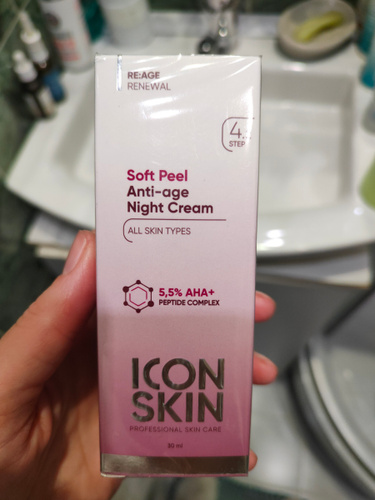 RE:AGE
RENEWAL
4.
STEP
Soft Peel
Anti-age
Night Cream
ALL SKIN TYPES
5,5% AHA+
PEPTIDE COMPLEX
ICON
SKIN
PROFESSIONAL SKIN CARE
30 ml